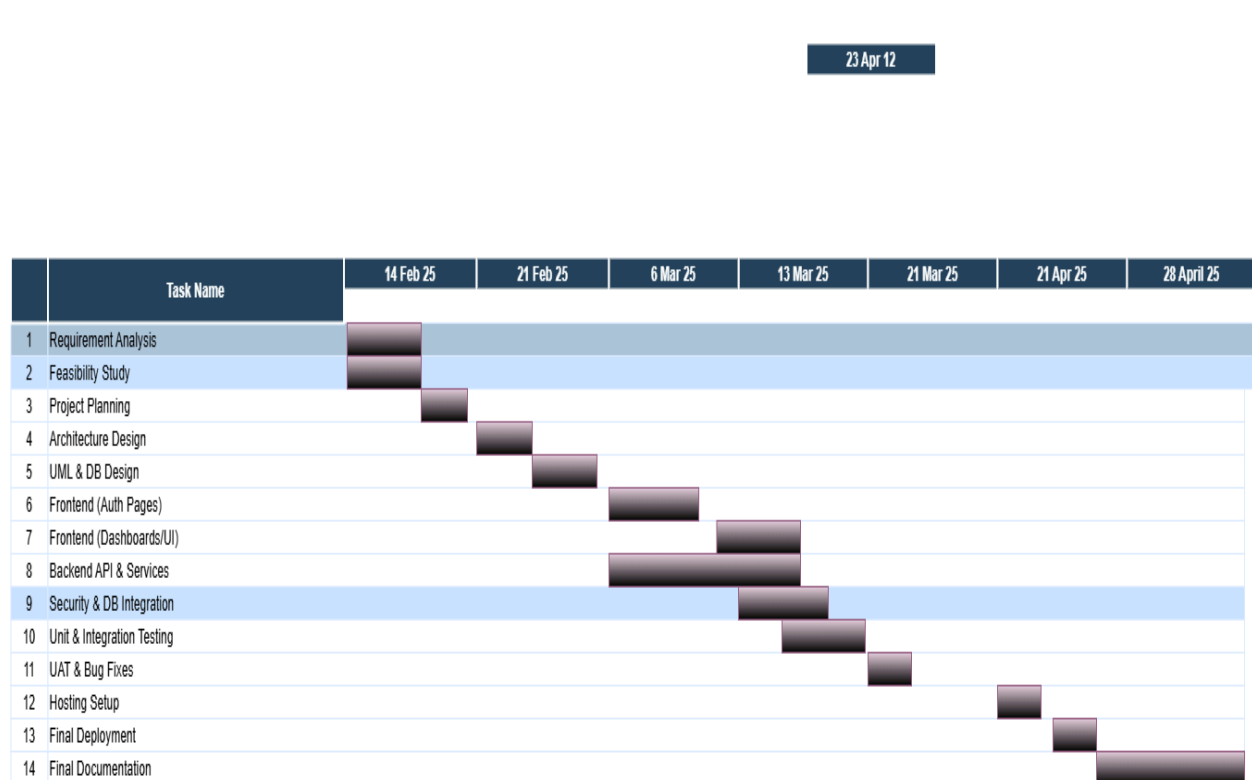 23 Apr 12
Task Name
14 Feb 25
21 Feb 25
6 Mar 25
13 Mar 25
21 Mar 25
21 Apr 25
28 April 25
1 Requirement Analysis
2 Feasibility Study
3 Project Planning
4 Architecture Design
5 UML & DB Design
6 Frontend (Auth Pages)
7 Frontend (Dashboards/UI)
8 Backend API & Services
9 Security & DB Integration
10 Unit & Integration Testing
11 UAT & Bug Fixes
12 Hosting Setup
13 Final Deployment
14 Final Documentation